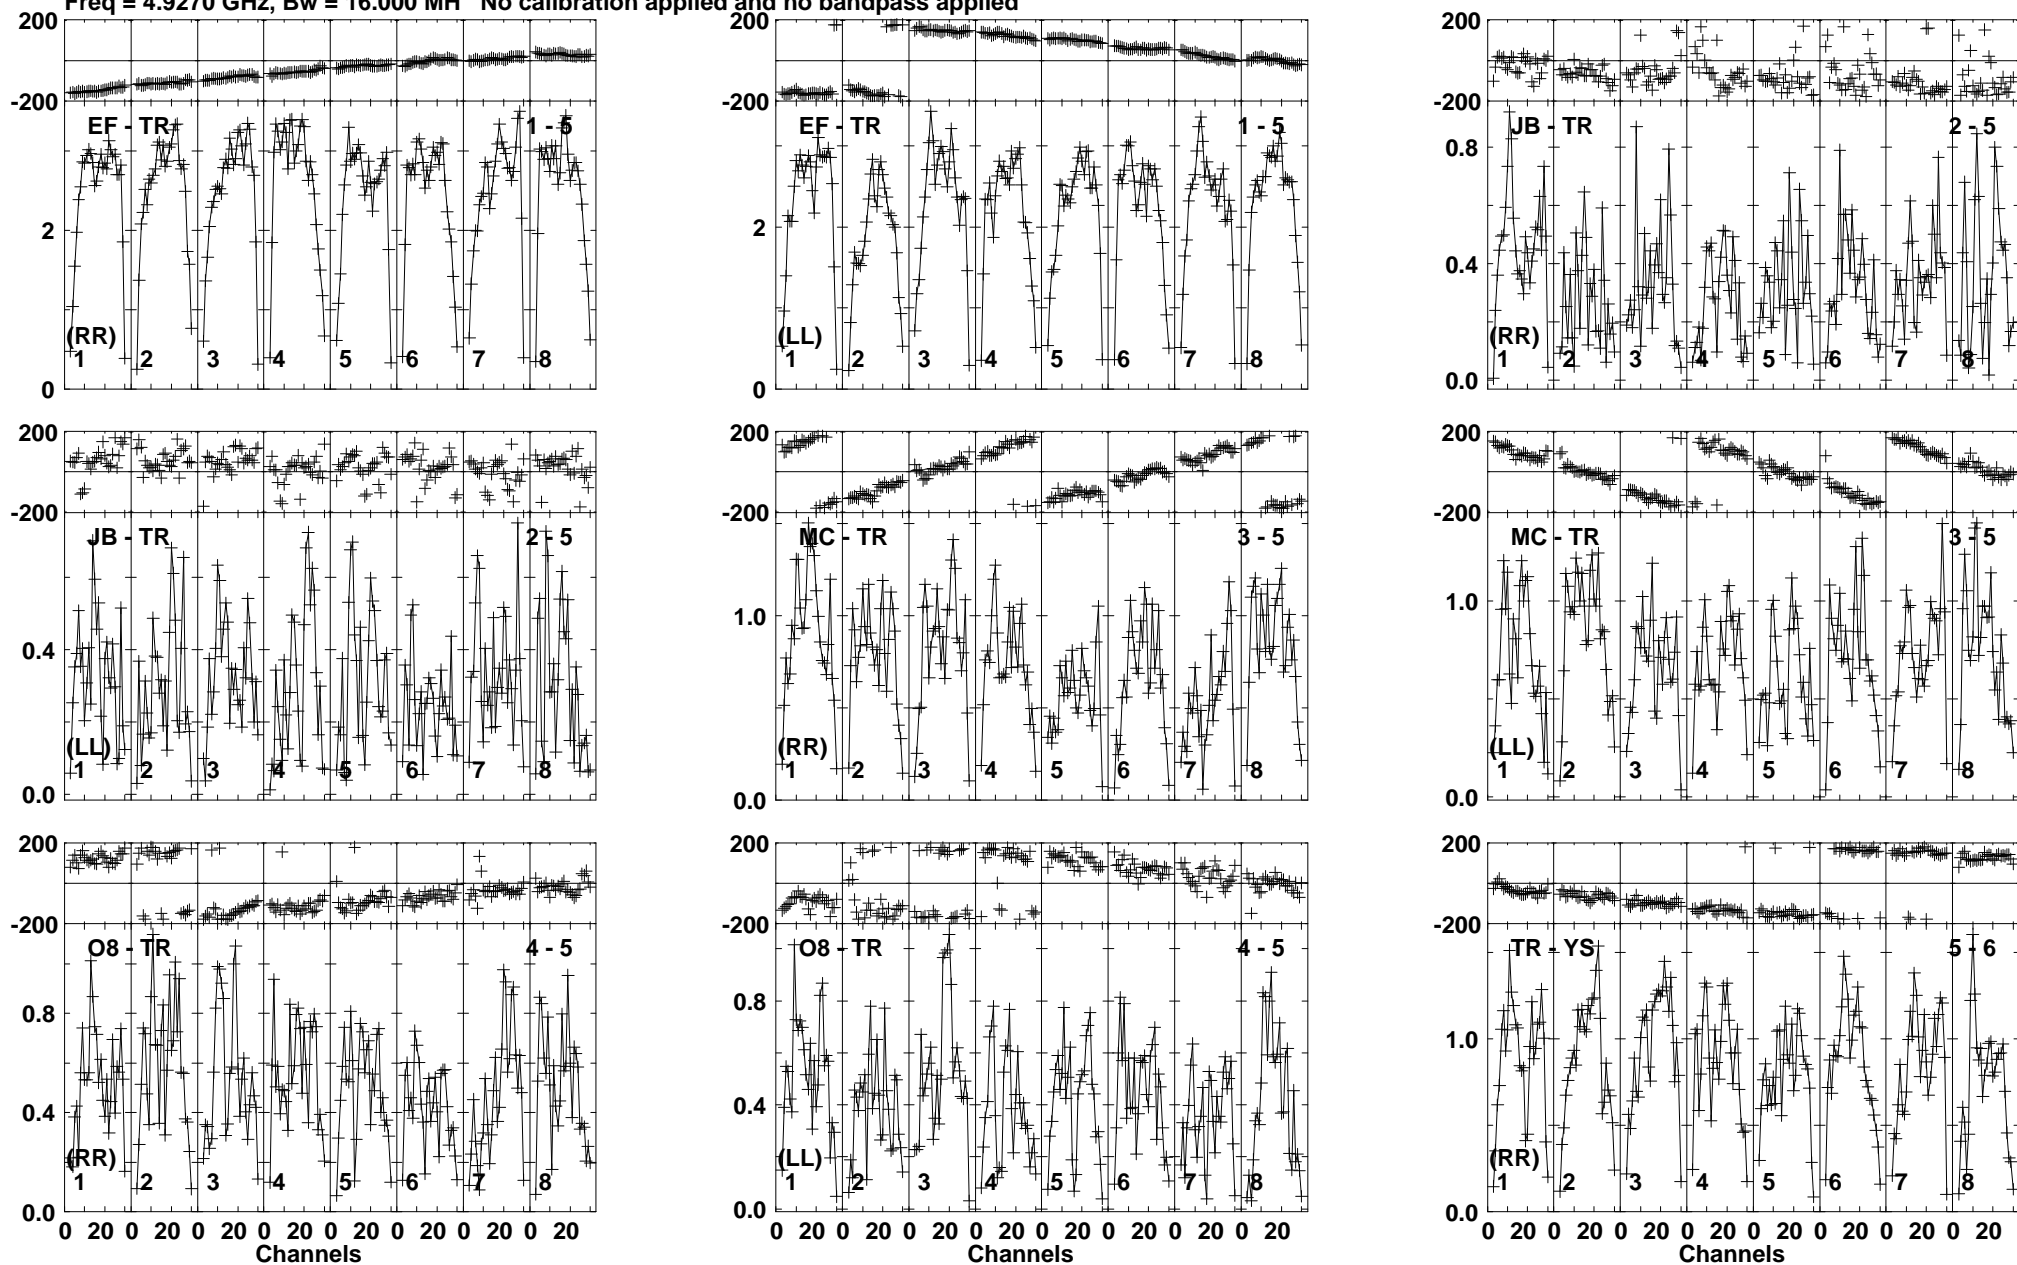 Freq = 4.9270 GHz, Bw = 16.000 MH   No calibration applied and no bandpass applied
200 200 200
-200 -200 -200
EF - TR 1 - 5 EF - TR 1 - 5 JB - TR 2 - 5
0.8
2 2 0.4
(RR) (LL) (RR)
1 2 3 4 5 6 7 8 1 2 3 4 5 6 7 8 1 2 3 4 5 6 7 8
0 0 0.0
200 200 200
-200 -200 -200
JB - TR 2 - 5 MC - TR 3 - 5 MC - TR 3 - 5
0.4 1.0 1.0
(LL) (RR) (LL)
1 2 3 4 5 6 7 8 1 2 3 4 5 6 7 8 1 2 3 4 5 6 7 8
0.0 0.0 0.0
200 200 200
-200 -200 -200
O8 - TR 4 - 5 O8 - TR 4 - 5 TR - YS 5 - 6
0.8 0.8 1.0
0.4 0.4
(RR) (LL) (RR)
1 2 3 4 5 6 7 8 1 2 3 4 5 6 7 8 1 2 3 4 5 6 7 8
0.0 0.0 0.0
0 20 0 20 0 20 0 20 0 20 0 20 0 20 0 20 0 20 0 20 0 20 0 20 0 20 0 20 0 20 0 20 0 20 0 20 0 20 0 20 0 20 0 20 0 20 0 20
Channels Channels Channels